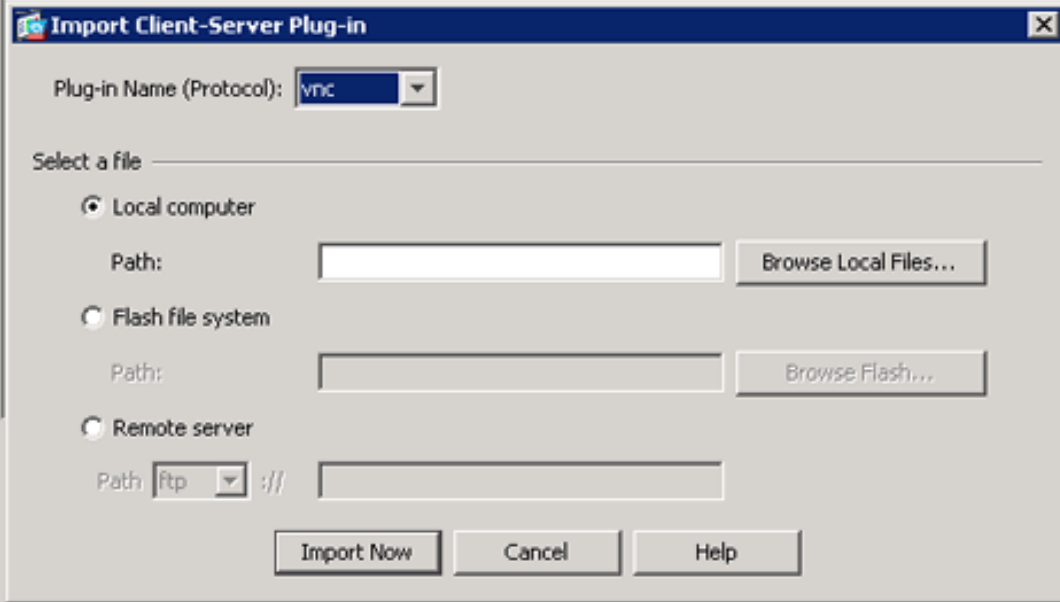 Import Client-Server Plug-in
Plug-in Name (Protocol): vnc
Select a file
Local computer
Path: Browse Local Files...
Flash file system
Path: Browse Flash...
Remote server
Path ftp ://
Import Now Cancel Help